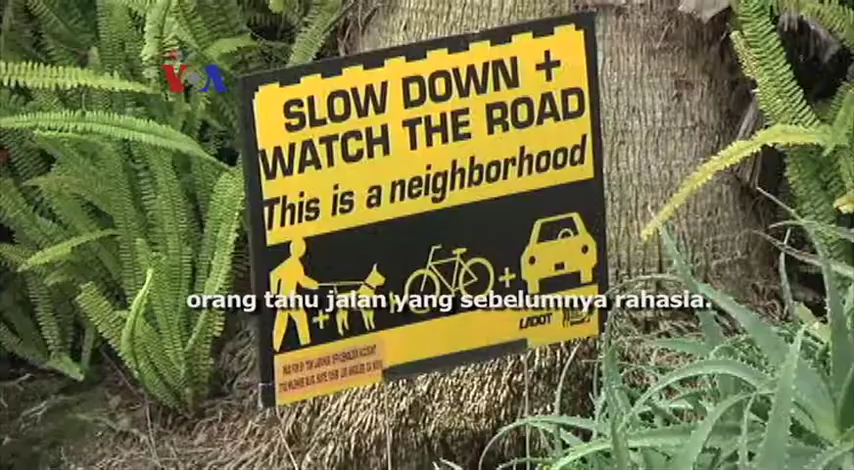 VOA
SLOW DOWN +
WATCH THE ROAD
This is a neighborhood
orang tahu jalan yang sebelumnya rahasia.
LADOT